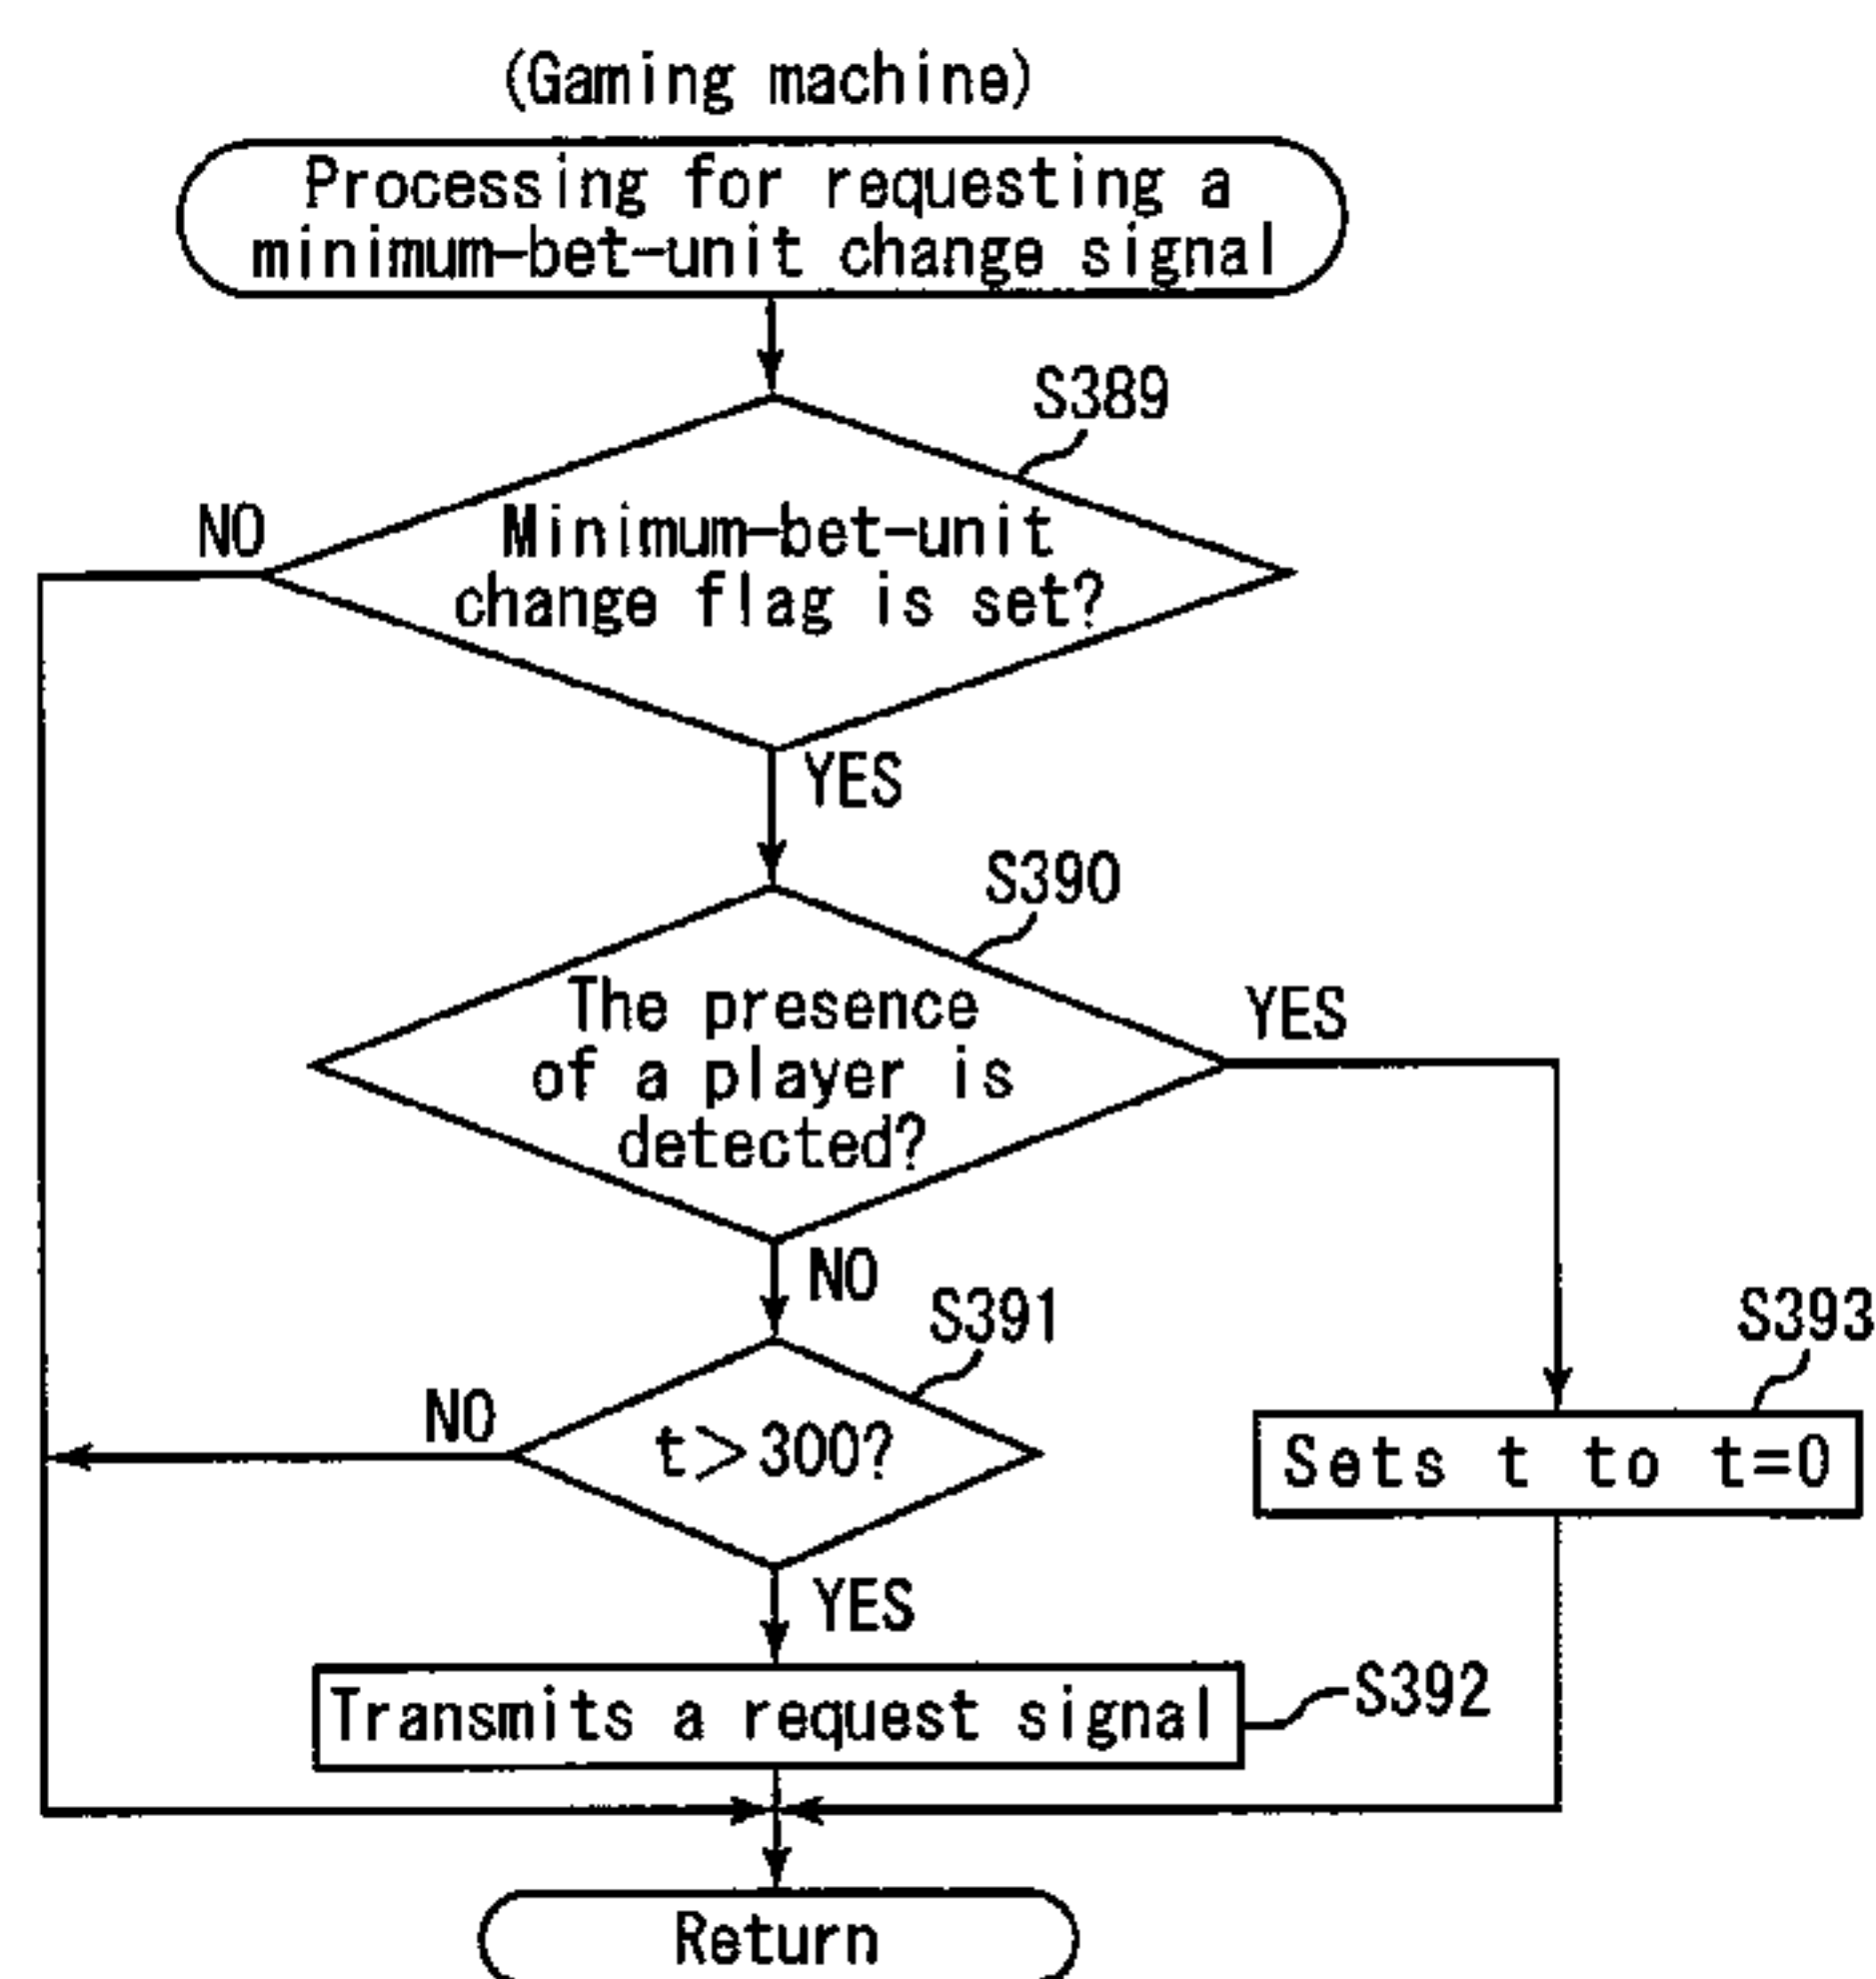 (Gaming machine)
Processing for requesting a
minimum-bet-unit change signal
S389
NO
Minimum-bet-unit
change flag is set?
YES
S390
The presence
of a player is
detected?
YES
NO
S391
S393
NO
t>300?
Sets t to t=0
YES
Transmits a request signal
S392
Return